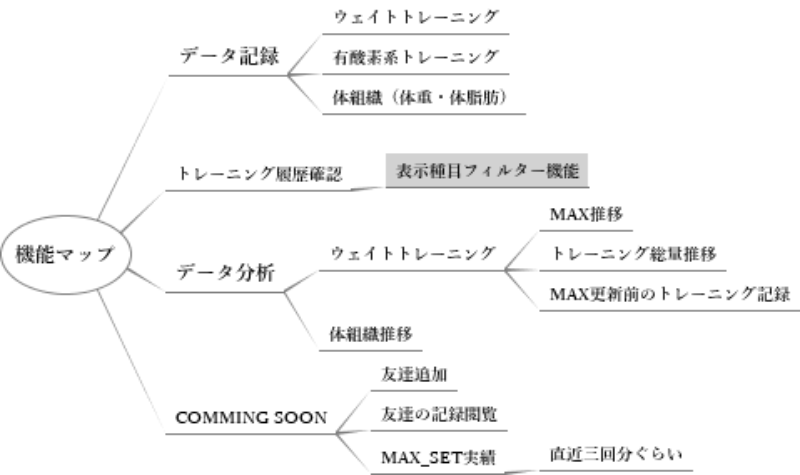 機能マップ
データ記録
ウェイトトレーニング
有酸素系トレーニング
体組織（体重・体脂肪）
トレーニング履歴確認
表示種目フィルター機能
データ分析
ウェイトトレーニング
MAX推移
トレーニング総量推移
MAX更新前のトレーニング記録
体組織推移
COMMING SOON
友達追加
友達の記録閲覧
MAX_SET実績
直近三回分ぐらい